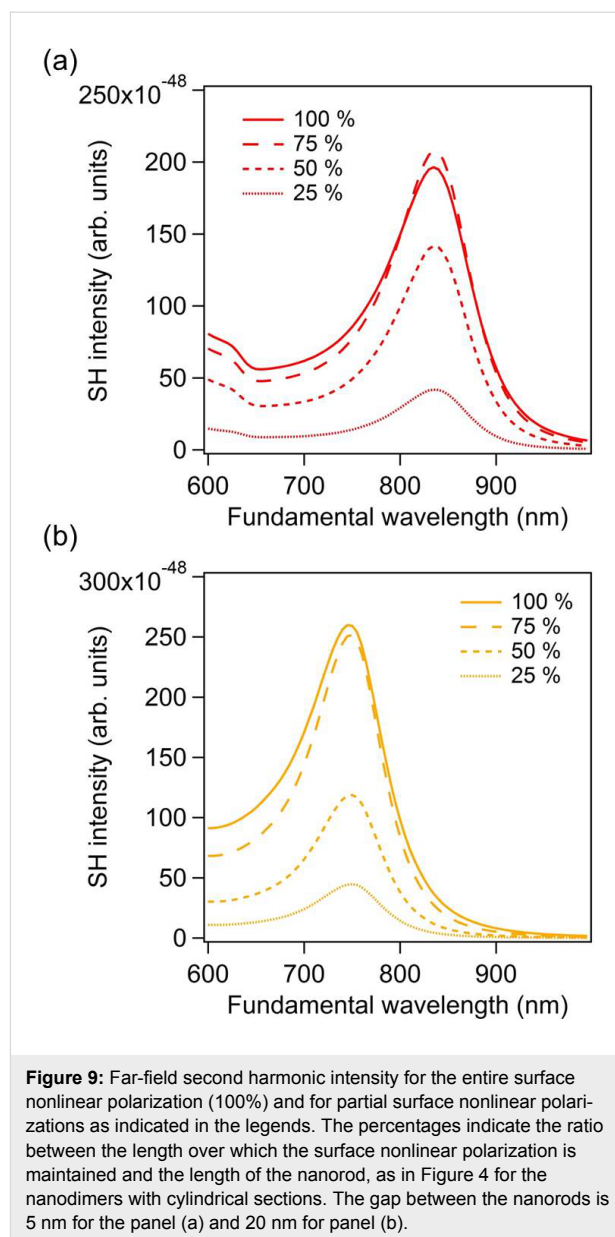 (a)
250x10-48
200
150
100
50
0
SH intensity (arb. units)
100 %
75 %
50 %
25 %
600 700 800 900
Fundamental wavelength (nm)
(b)
300x10-48
250
200
150
100
50
0
SH intensity (arb. units)
100 %
75 %
50 %
25 %
600 700 800 900
Fundamental wavelength (nm)
Figure 9: Far-field second harmonic intensity for the entire surface
nonlinear polarization (100%) and for partial surface nonlinear polari-
zations as indicated in the legends. The percentages indicate the ratio
between the length over which the surface nonlinear polarization is
maintained and the length of the nanorod, as in Figure 4 for the
nanodimers with cylindrical sections. The gap between the nanorods is
5 nm for the panel (a) and 20 nm for panel (b).